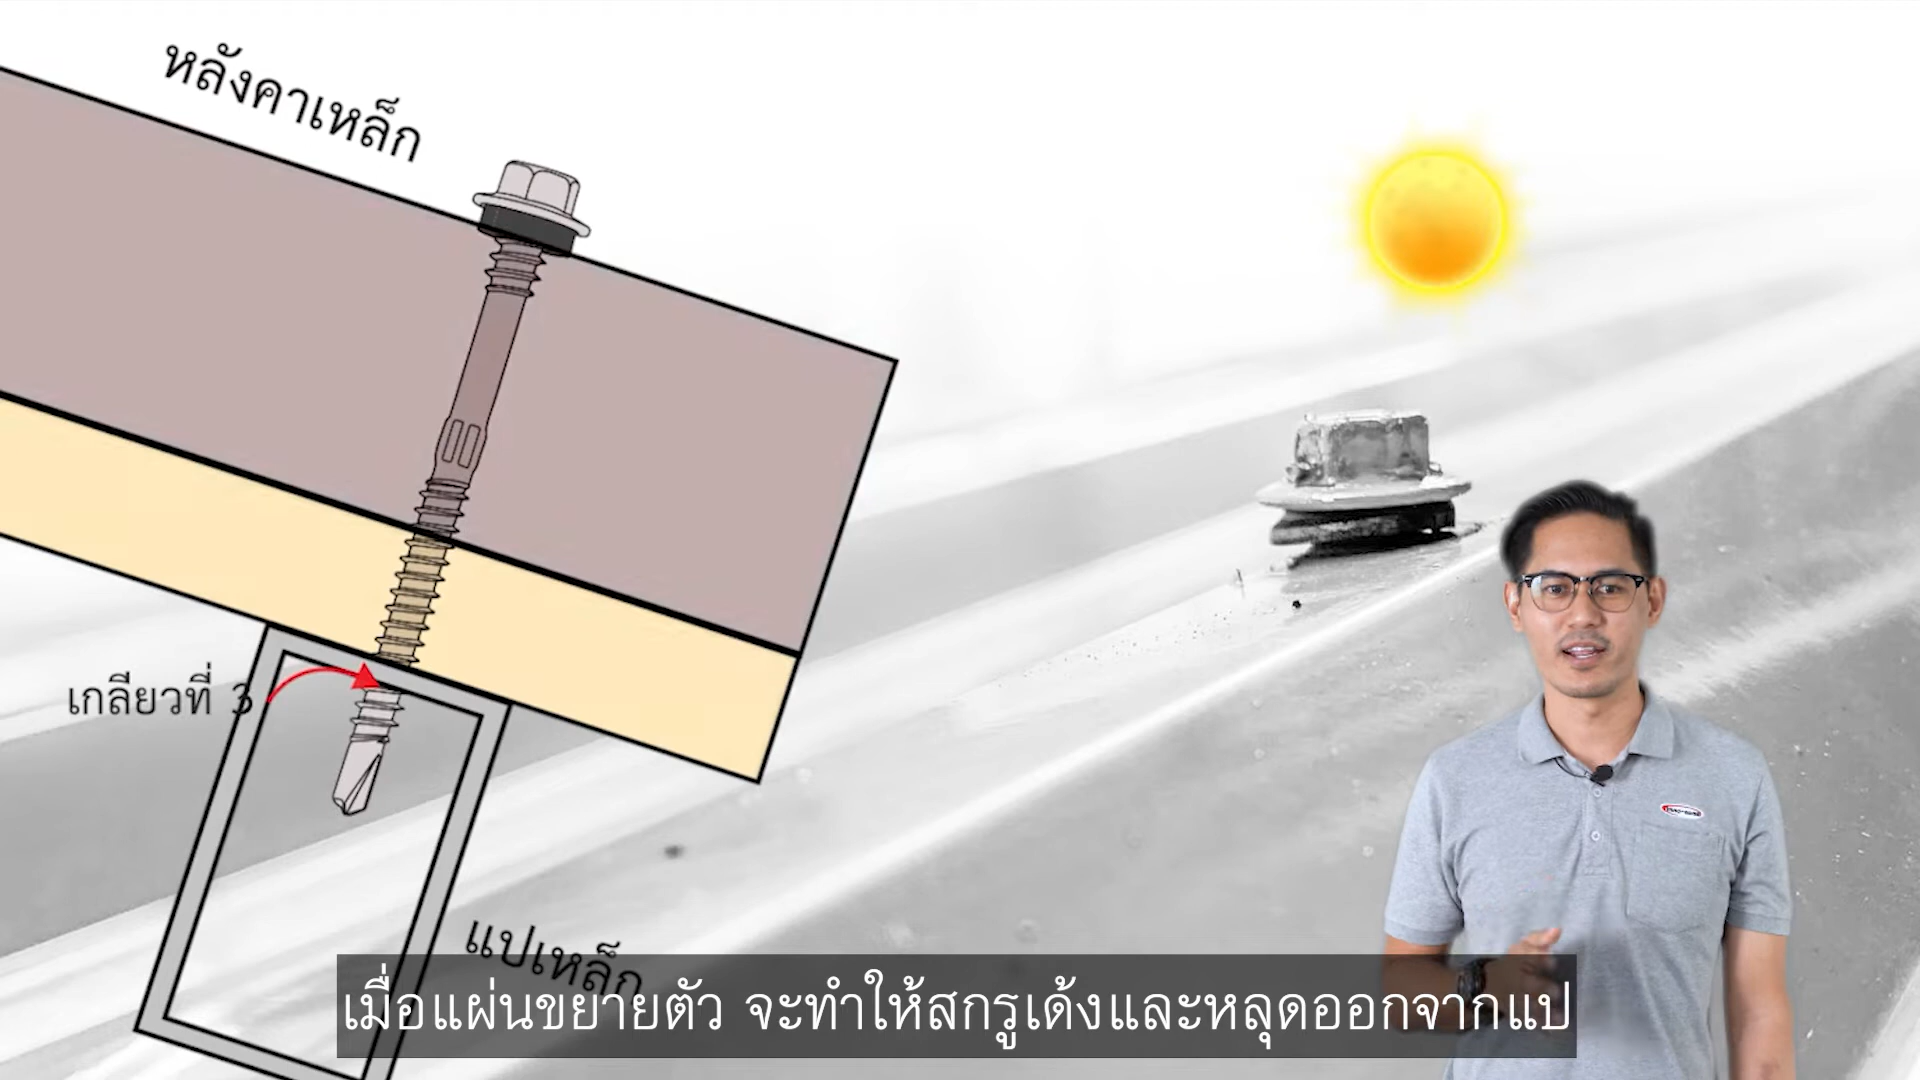 หลังคาเหล็ก
เกลียวที่ 3
แปเหล็ก
เมื่อแผ่นขยายตัว จะทำให้สกรูเด้งและหลุดออกจากแป